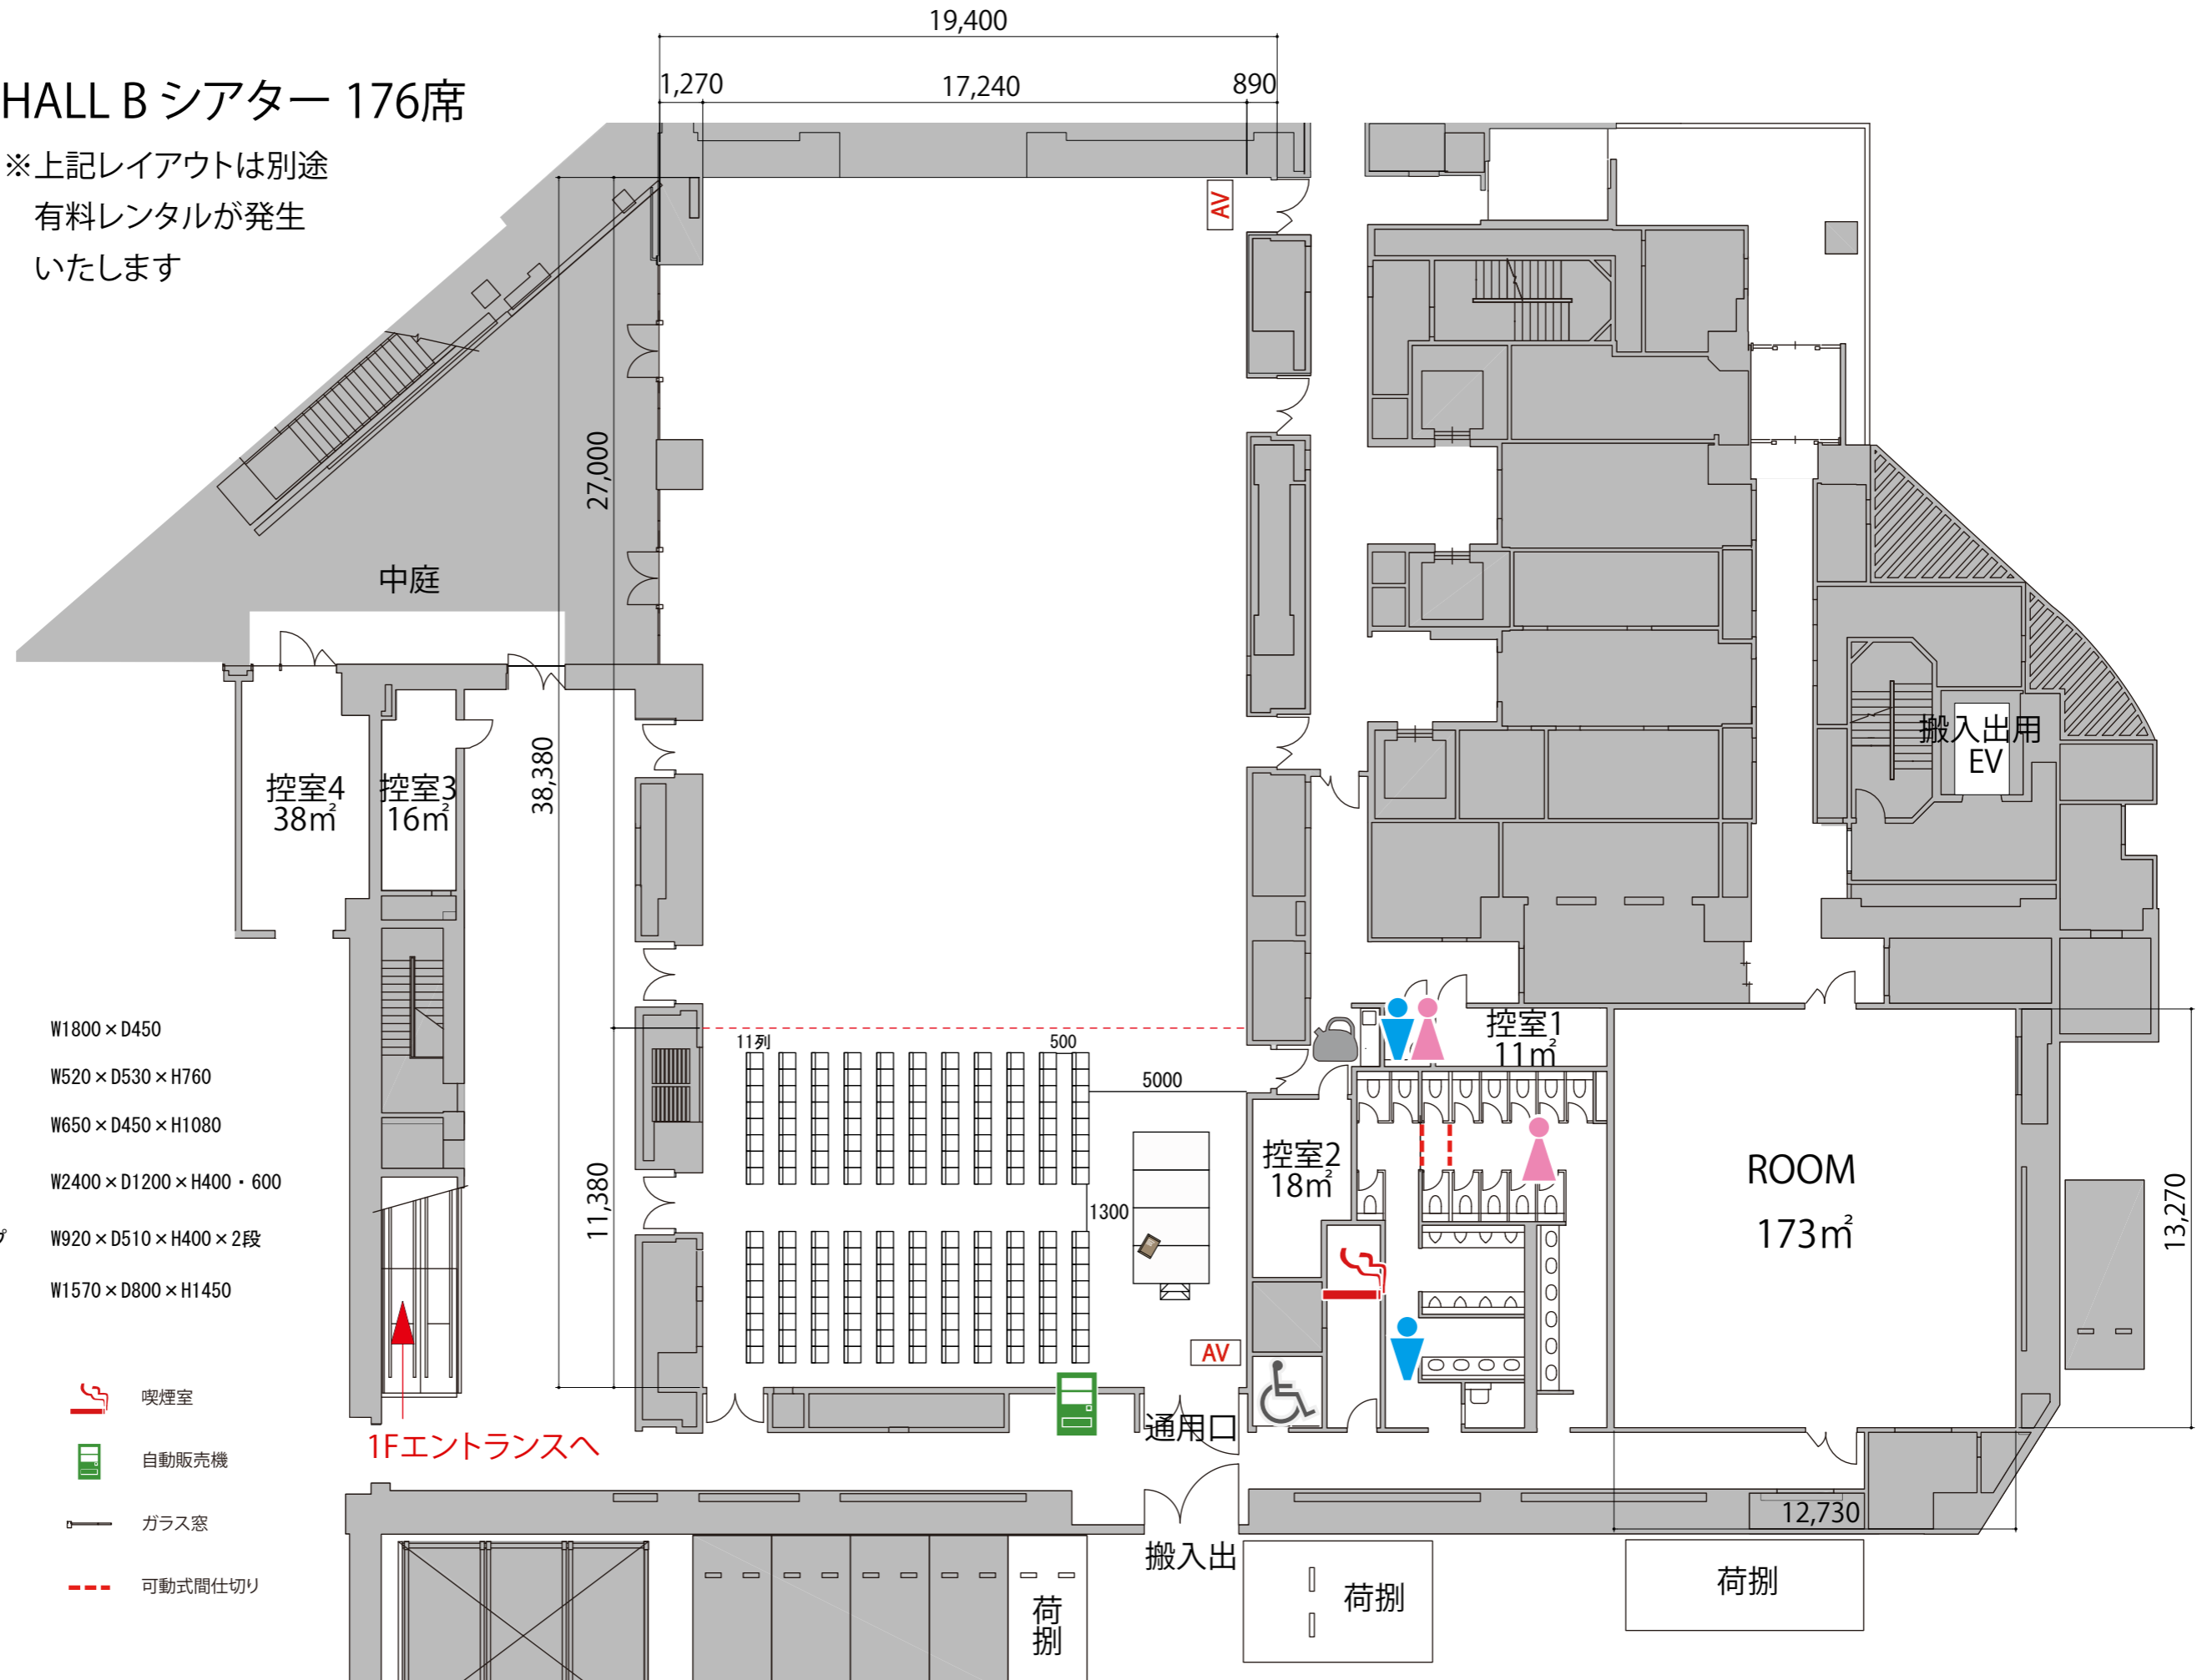 19,400
1,270
17,240
890
HALL B シアター 176席
※上記レイアウトは別途
有料レンタルが発生
いたします
AV
27,000
中庭
38,380
控室4
38㎡
控室3
16㎡
搬入出用
EV
W1800×D450
W520×D530×H760
W650×D450×H1080
W2400×D1200×H400・600
プ
W920×D510×H400×2段
W1570×D800×H1450
11列
500
5000
1300
11,380
控室1
11㎡
控室2
18㎡
ROOM
173㎡
13,270
AV
喫煙室
自動販売機
ガラス窓
可動式間仕切り
1Fエントランスへ
通用口
12,730
搬入出
荷捌
荷捌
荷捌